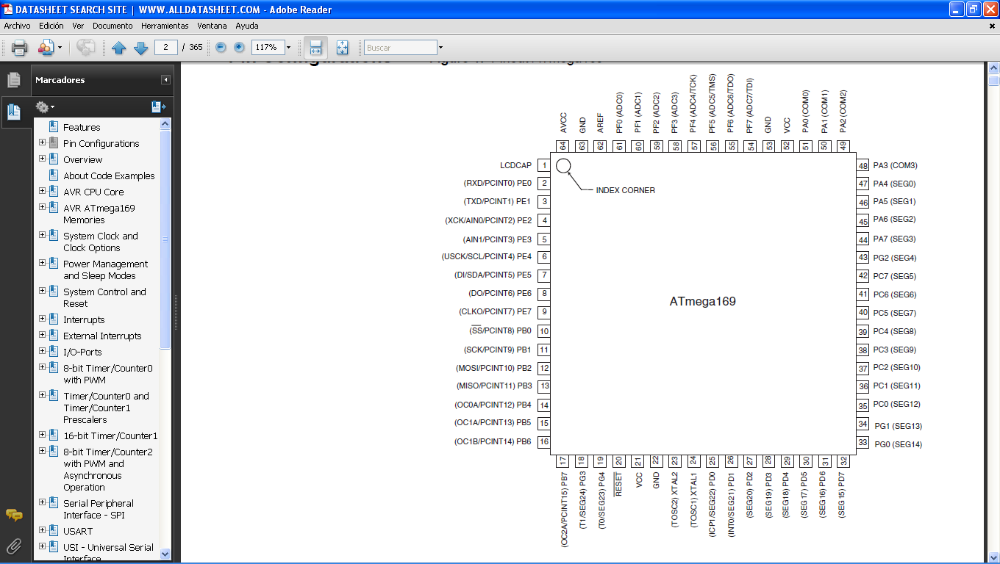 DATASHEET SEARCH SITE | WWW.ALLDATASHEET.COM - Adobe Reader
Archivo Edición Ver Documento Herramientas Ventana Ayuda
2 / 365 117% Buscar
Marcadores
Features
Pin Configurations
Overview
About Code Examples
AVR CPU Core
AVR ATmega169
Memories
System Clock and
Clock Options
Power Management
and Sleep Modes
System Control and
Reset
Interrupts
External Interrupts
I/O-Ports
8-bit Timer/Counter0
with PWM
Timer/Counter0 and
Timer/Counter1
Prescalers
16-bit Timer/Counter1
8-bit Timer/Counter2
with PWM and
Asynchronous
Operation
Serial Peripheral
Interface - SPI
USART
USI - Universal Serial
Interface
AVCC
GND
AREF
PF0 (ADC0)
PF1 (ADC1)
PF2 (ADC2)
PF3 (ADC3)
PF4 (ADC4/TCK)
PF5 (ADC5/TMS)
PF6 (ADC6/TDO)
PF7 (ADC7/TDI)
GND
VCC
PA0 (COM0)
PA1 (COM1)
PA2 (COM2)
64 63 62 61 60 59 58 57 56 55 54 53 52 51 50 49
LCDCAP 1
(RXD/PCINT0) PE0 2
(TXD/PCINT1) PE1 3
(XCK/AIN0/PCINT2) PE2 4
(AIN1/PCINT3) PE3 5
(USCK/SCL/PCINT4) PE4 6
(DI/SDA/PCINT5) PE5 7
(DO/PCINT6) PE6 8
(CLKO/PCINT7) PE7 9
(SS/PCINT8) PB0 10
(SCK/PCINT9) PB1 11
(MOSI/PCINT10) PB2 12
(MISO/PCINT11) PB3 13
(OC0A/PCINT12) PB4 14
(OC1A/PCINT13) PB5 15
(OC1B/PCINT14) PB6 16
INDEX CORNER
ATmega169
48 PA3 (COM3)
47 PA4 (SEG0)
46 PA5 (SEG1)
45 PA6 (SEG2)
44 PA7 (SEG3)
43 PG2 (SEG4)
42 PC7 (SEG5)
41 PC6 (SEG6)
40 PC5 (SEG7)
39 PC4 (SEG8)
38 PC3 (SEG9)
37 PC2 (SEG10)
36 PC1 (SEG11)
35 PC0 (SEG12)
34 PG1 (SEG13)
33 PG0 (SEG14)
17 18 19 20 21 22 23 24 25 26 27 28 29 30 31 32
(OC2A/PCINT15) PB7
(T1/SEG24) PG3
(T0/SEG23) PG4
RESET
VCC
GND
(TOSC2) XTAL2
(TOSC1) XTAL1
(ICP1/SEG22) PD0
(INT0/SEG21) PD1
(SEG20) PD2
(SEG19) PD3
(SEG18) PD4
(SEG17) PD5
(SEG16) PD6
(SEG15) PD7